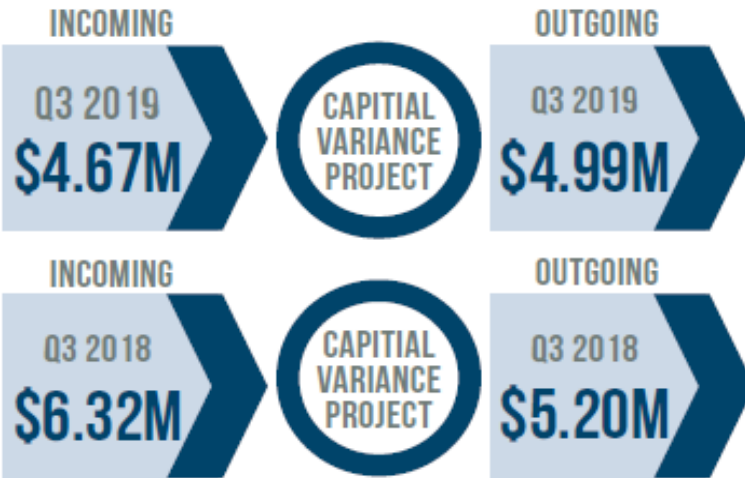 INCOMING
OUTGOING
Q3 2019
$4.67M
CAPITIAL
VARIANCE
PROJECT
Q3 2019
$4.99M
INCOMING
OUTGOING
Q3 2018
$6.32M
CAPITIAL
VARIANCE
PROJECT
Q3 2018
$5.20M